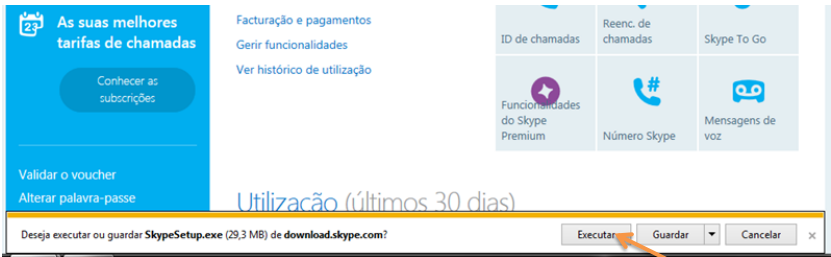 23
As suas melhores
tarifas de chamadas
Conhecer as
subscrições
Validar o voucher
Alterar palavra-passe
Facturação e pagamentos
Gerir funcionalidades
Ver histórico de utilização
ID de chamadas
Reenc. de
chamadas
Skype To Go
Funcionalidades
do Skype
Premium
#
Número Skype
Mensagens de
voz
Utilização (últimos 30 dias)
Deseja executar ou guardar SkypeSetup.exe (29,3 MB) de download.skype.com?
Executar
Guardar
Cancelar
×